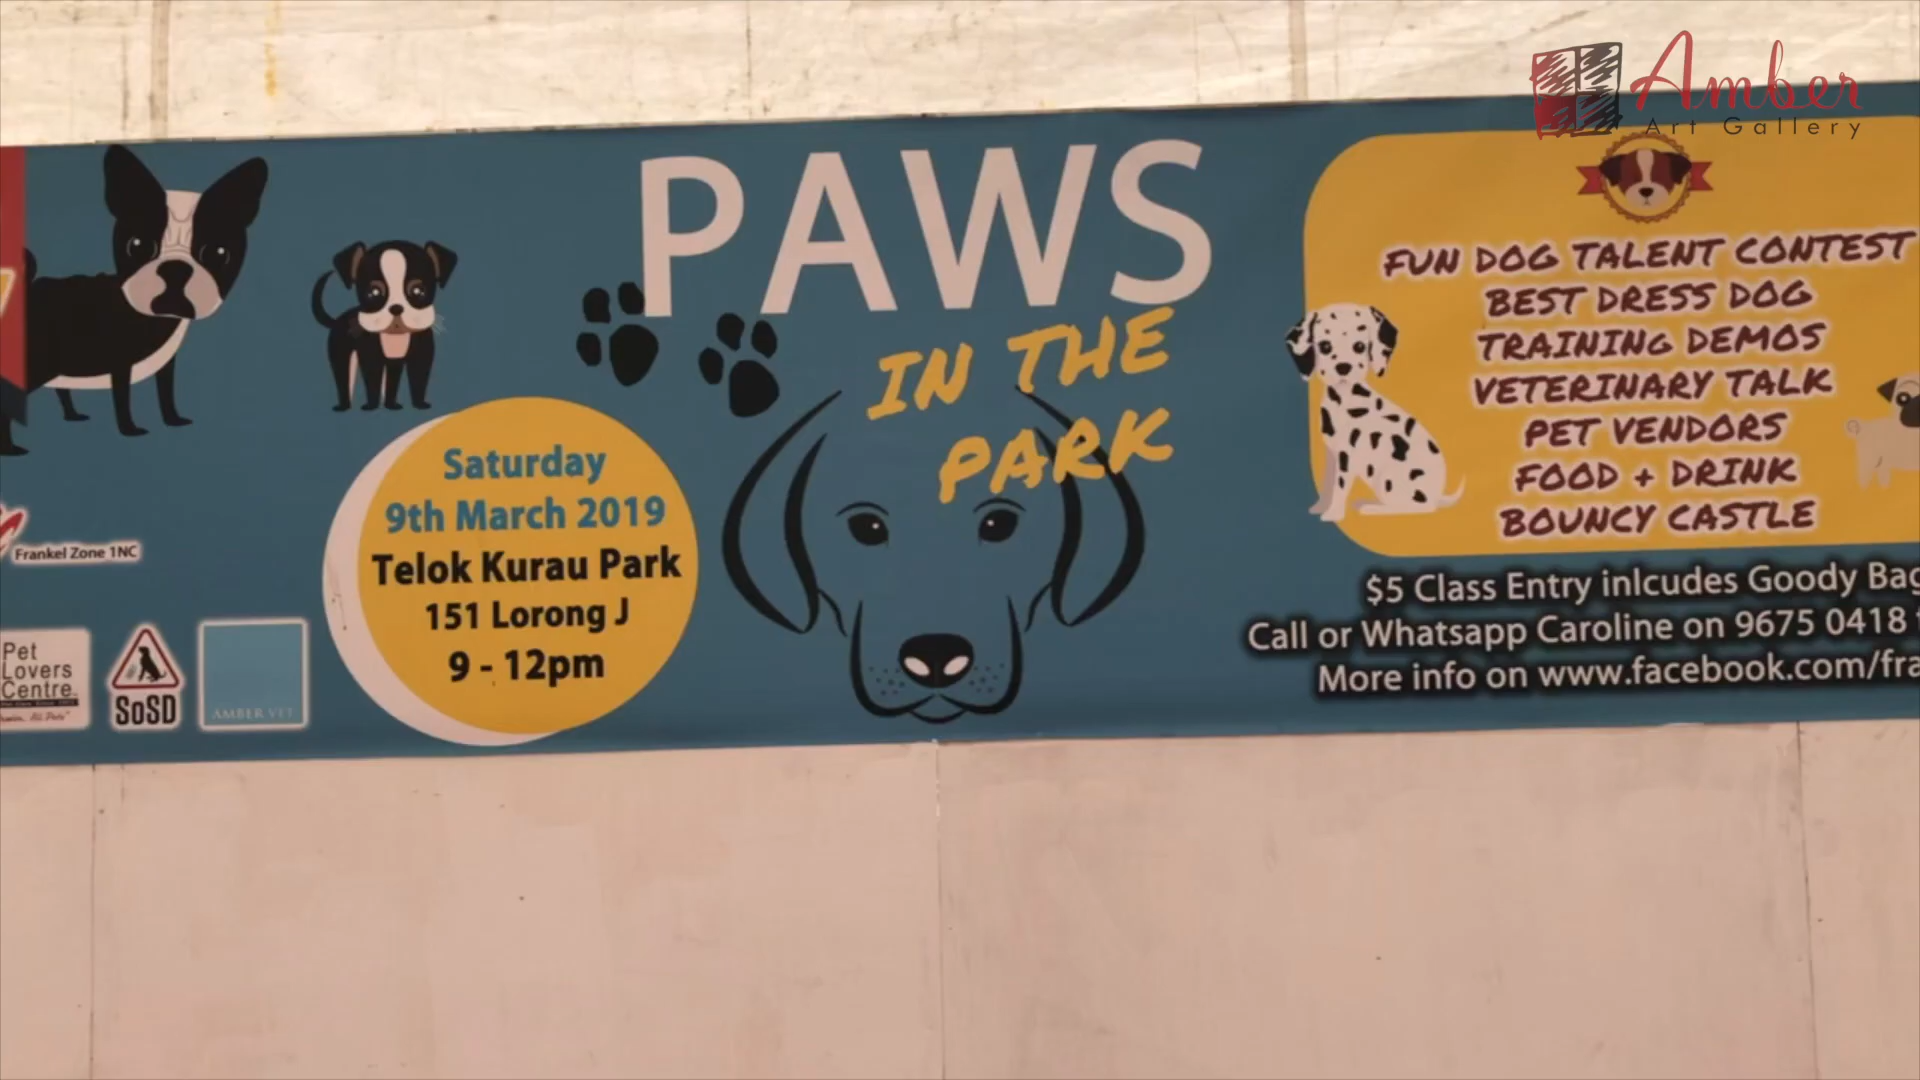 Amber
Art Gallery
PAWS
IN THE
PARK
Saturday
9th March 2019
Telok Kurau Park
151 Lorong J
9 - 12pm
Frankel Zone 1NC
Pet
Lovers
Centre
SoSD
AMBER VET
FUN DOG TALENT CONTEST
BEST DRESS DOG
TRAINING DEMOS
VETERINARY TALK
PET VENDORS
FOOD + DRINK
BOUNCY CASTLE
$5 Class Entry inlcudes Goody Bag
Call or Whatsapp Caroline on 9675 0418
More info on www.facebook.com/fra